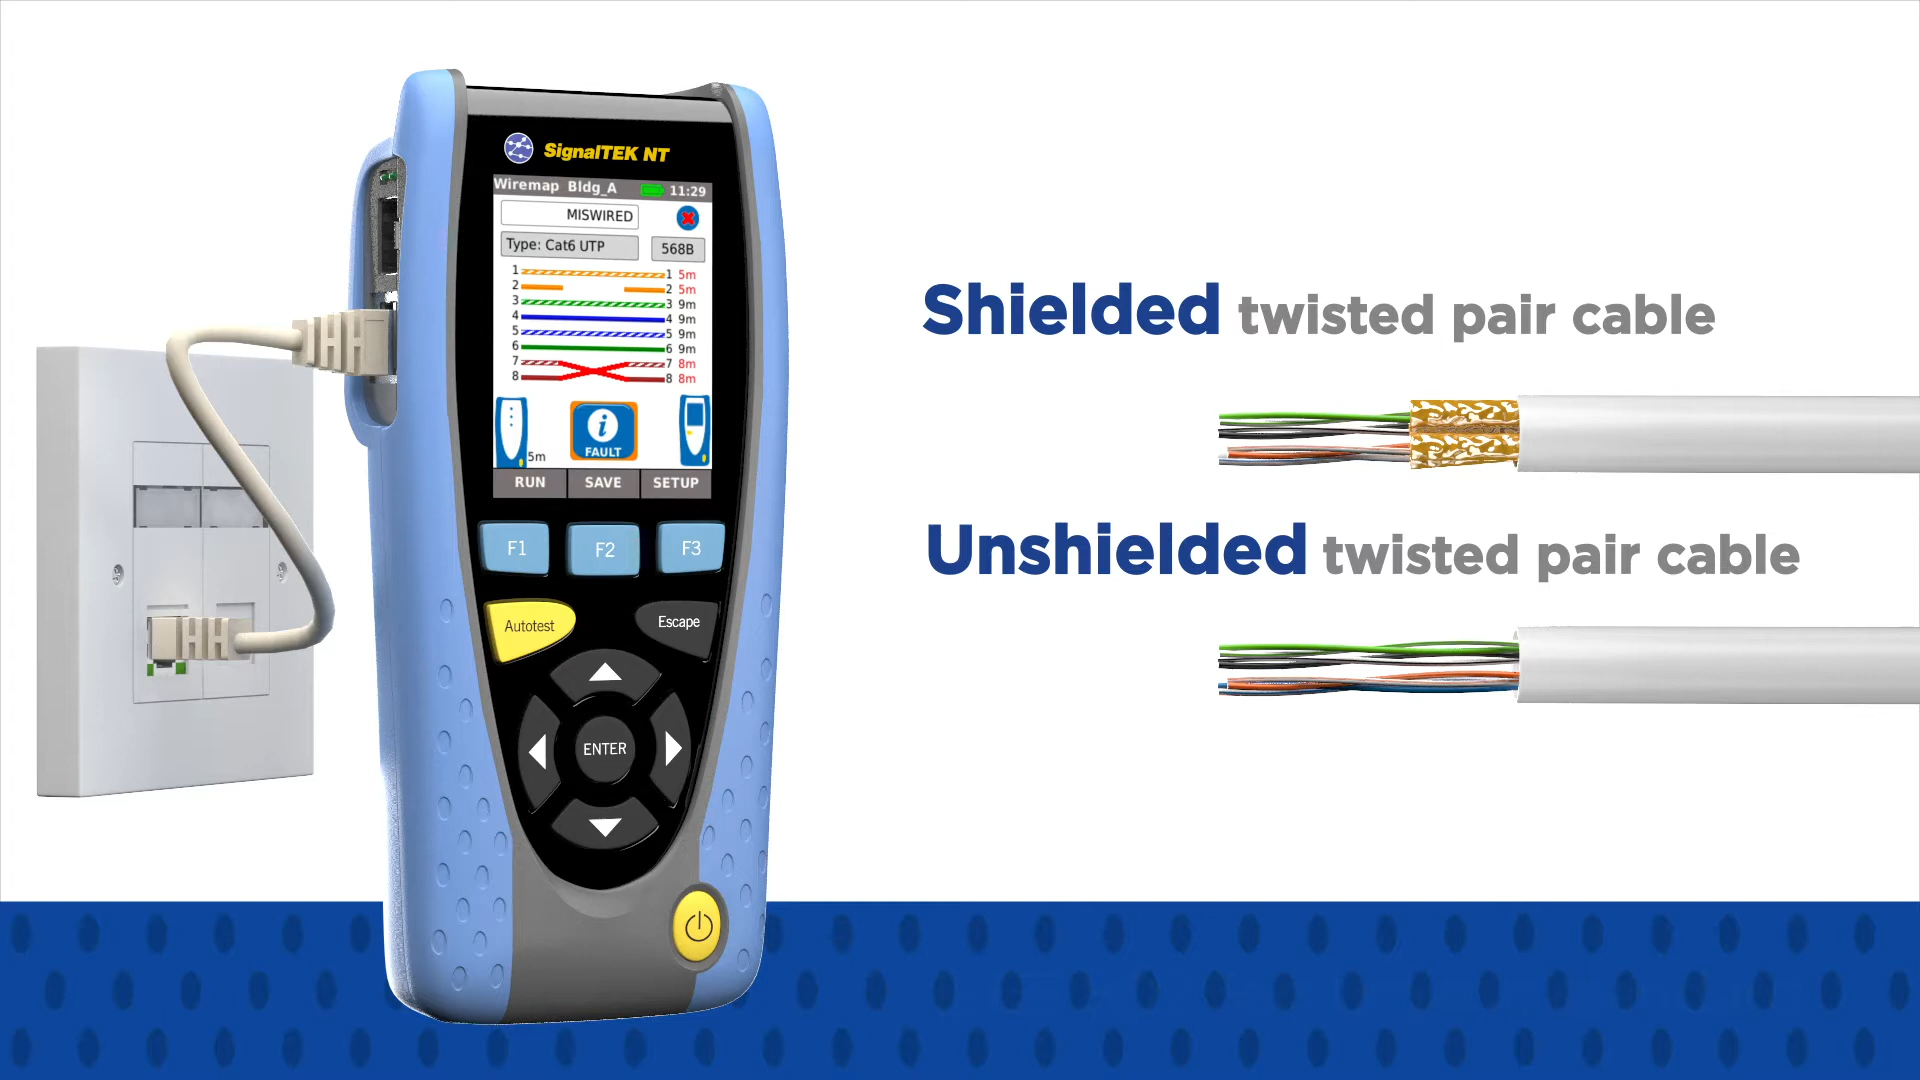 SignalTEK NT
Wiremap Bldg_A 11:29
MISWIRED
Type: Cat6 UTP 568B
1 1 5m
2 2 5m
3 3 9m
4 4 9m
5 5 9m
6 6 9m
7 7 8m
8 8 8m
5m
i
FAULT
RUN SAVE SETUP
F1 F2 F3
Autotest Escape
ENTER
Shielded twisted pair cable
Unshielded twisted pair cable